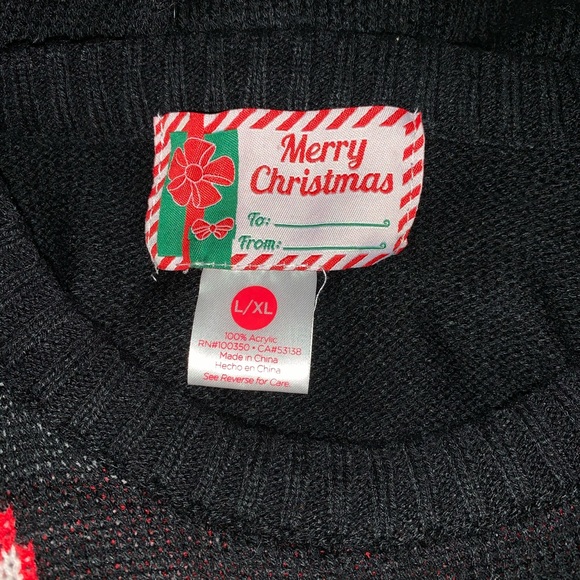 Merry
Christmas
To:
From:
L/XL
100% Acrylic
RN#100350 • CA#53138
Made in China
Hecho en China
See Reverse for Care.